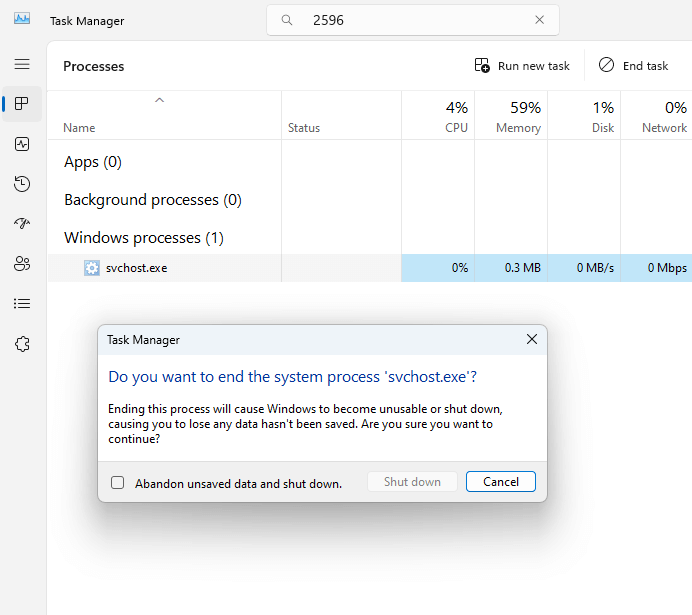 Task Manager
2596
Processes
Run new task
End task
4% 59% 1% 0%
Name Status CPU Memory Disk Network
Apps (0)
Background processes (0)
Windows processes (1)
svchost.exe 0% 0.3 MB 0 MB/s 0 Mbps
Task Manager
Do you want to end the system process 'svchost.exe'?
Ending this process will cause Windows to become unusable or shut down,
causing you to lose any data hasn't been saved. Are you sure you want to
continue?
Abandon unsaved data and shut down.
Shut down
Cancel